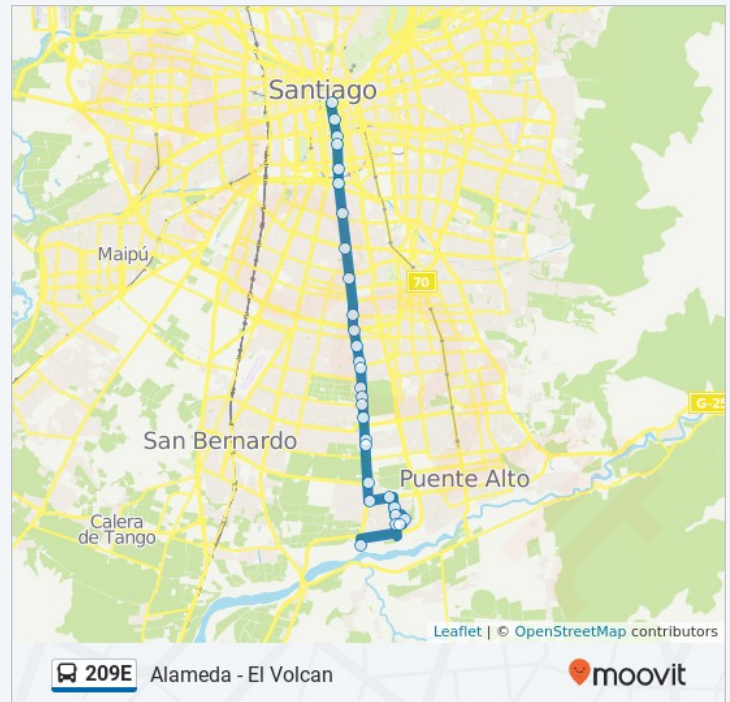 Santiago
Maipú
70
G-25
San Bernardo
Puente Alto
Calera
de Tango
Leaflet | © OpenStreetMap contributors
209E Alameda - El Volcan
moovit